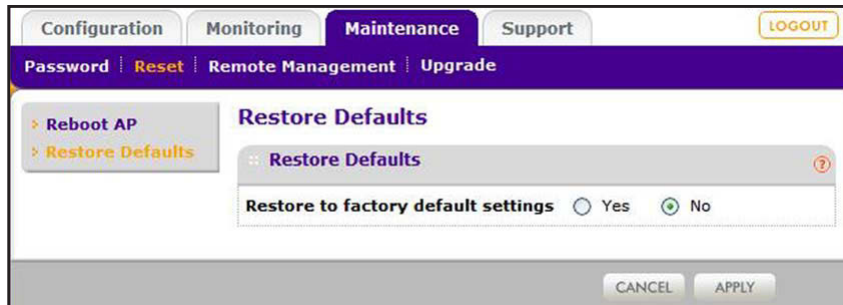 Configuration Monitoring Maintenance Support LOGOUT
Password Reset Remote Management Upgrade
Reboot AP
Restore Defaults
Restore Defaults
Restore Defaults ?
Restore to factory default settings Yes No
CANCEL APPLY